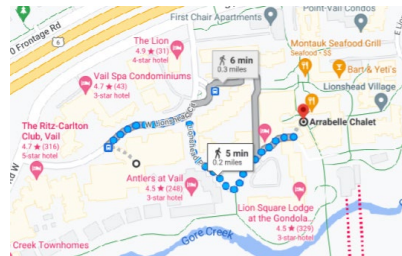 0 Frontage Rd
6
First Chair Apartments
Point-Vail Condos
The Lion
4.9 ★ (31)
4-star hotel
6 min
0.3 miles
Montauk Seafood Grill
Seafood • $$
Bart & Yeti's
Vail Spa Condominiums
4.7 ★ (43)
3-star hotel
Lionshead Village
Arrabelle Chalet
The Ritz-Carlton
Club, Vail
4.7 ★ (316)
5-star hotel
5 min
0.2 miles
Antlers at Vail
4.5 ★ (248)
3-star hotel
Lion Square Lodge
at the Gondola...
4.5 ★ (329)
3-star hotel
Gore Creek
Creek Townhomes